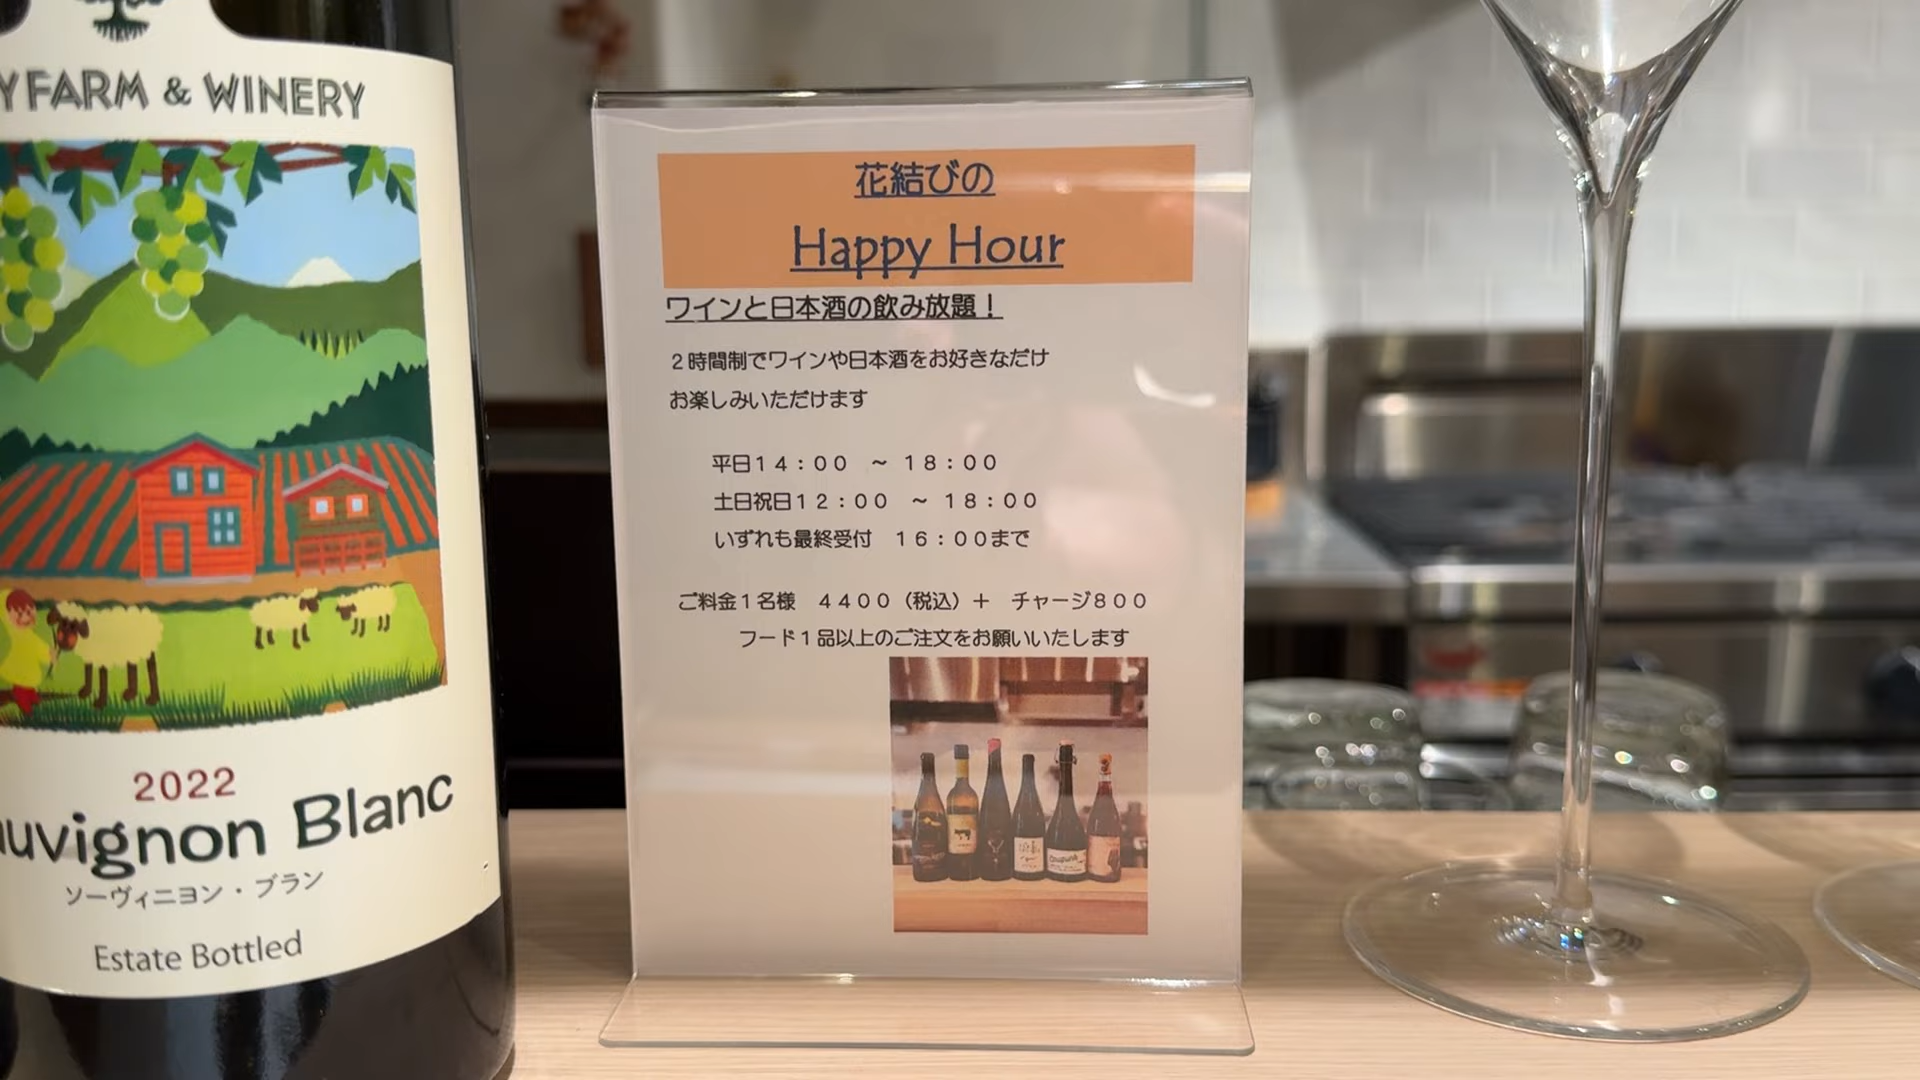 FARM & WINERY
2022
Blanc
ソーヴィニヨン・ブラン
Estate Bottled
花結びの
Happy Hour
ワインと日本酒の飲み放題！
２時間制でワインや日本酒をお好きなだけ
お楽しみいただけます
平日１４：００　～１８：００
土日祝日１２：００　～　１８：００
いずれも最終受付　１６：００まで
ご料金１名様　４４００（税込）＋　チャージ８００
フード１品以上のご注文をお願いいたします